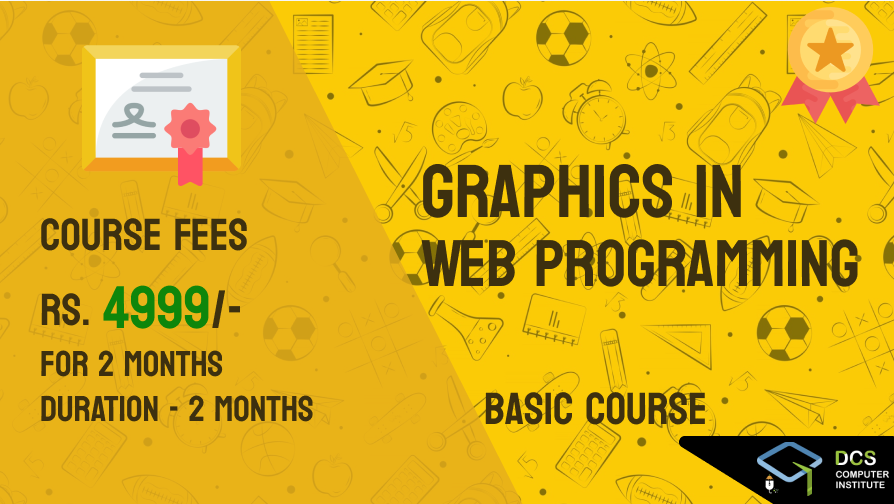 COURSE FEES
RS. 4999/-
FOR 2 MONTHS
DURATION - 2 MONTHS
GRAPHICS IN
WEB PROGRAMMING
BASIC COURSE
DCS
COMPUTER
INSTITUTE